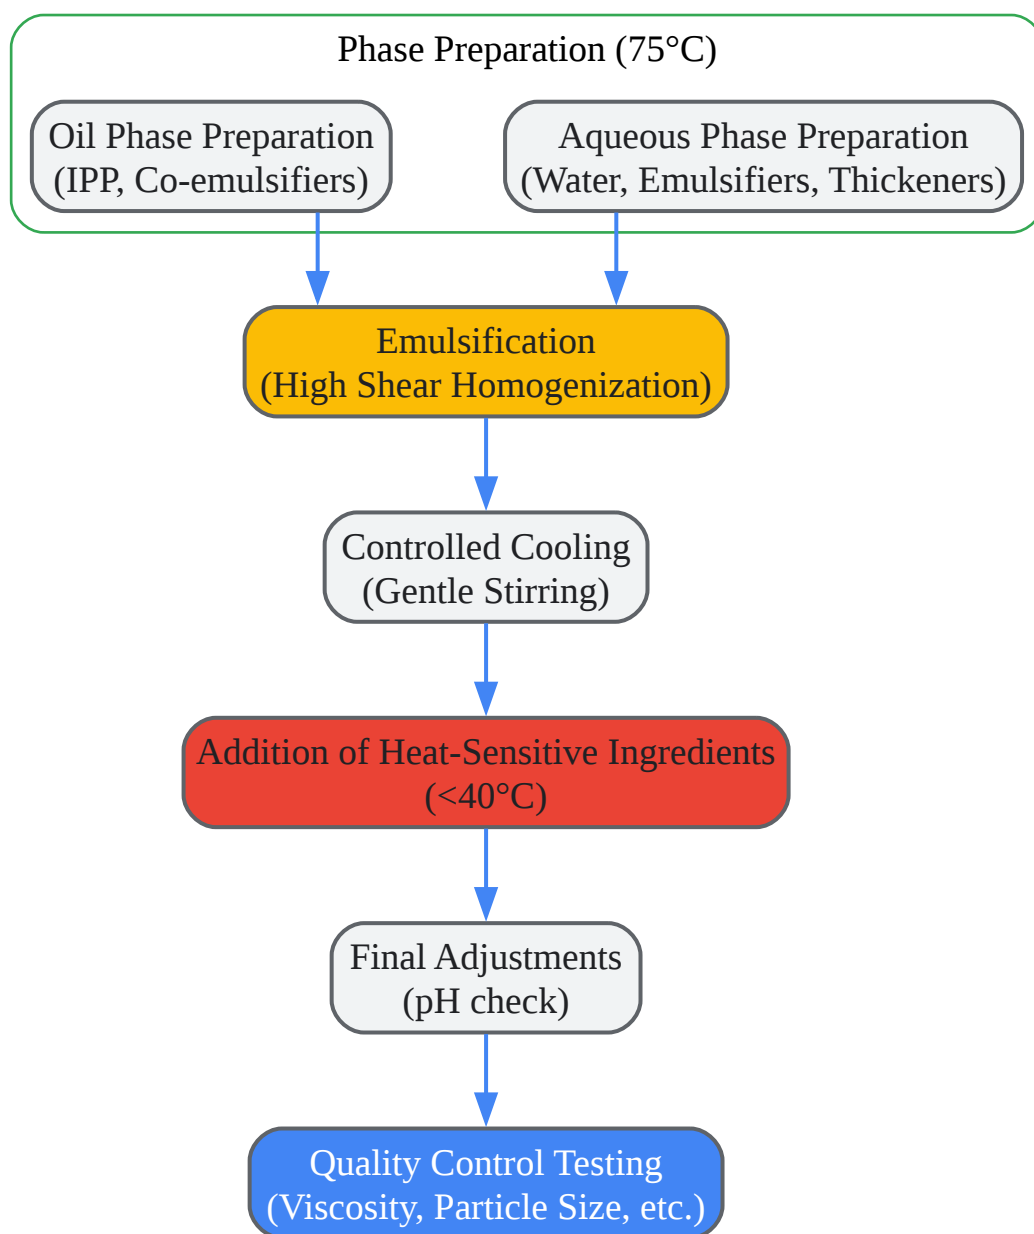 Phase Preparation (75°C)
Oil Phase Preparation
(IPP, Co-emulsifiers)
Aqueous Phase Preparation
(Water, Emulsifiers, Thickeners)
Emulsification
(High Shear Homogenization)
Controlled Cooling
(Gentle Stirring)
Addition of Heat-Sensitive Ingredients
(<40°C)
Final Adjustments
(pH check)
Quality Control Testing
(Viscosity, Particle Size, etc.)